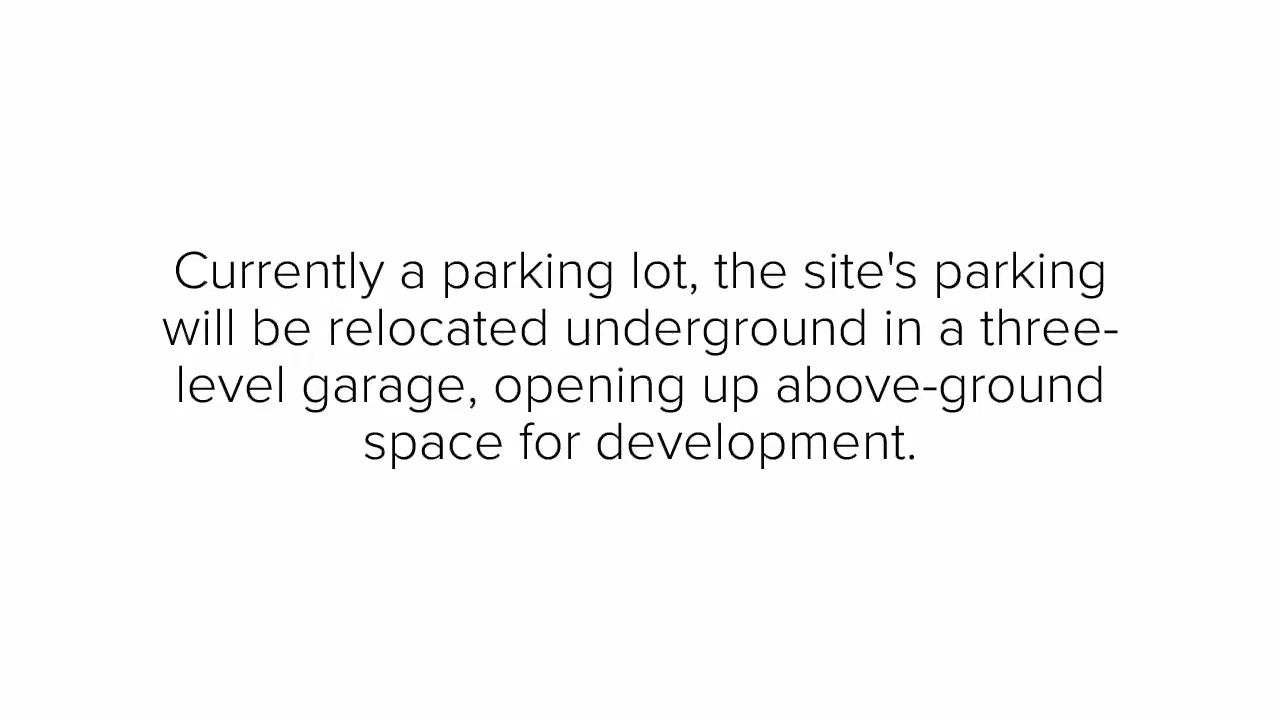 Currently a parking lot, the site's parking
will be relocated underground in a three-
level garage, opening up above-ground
space for development.